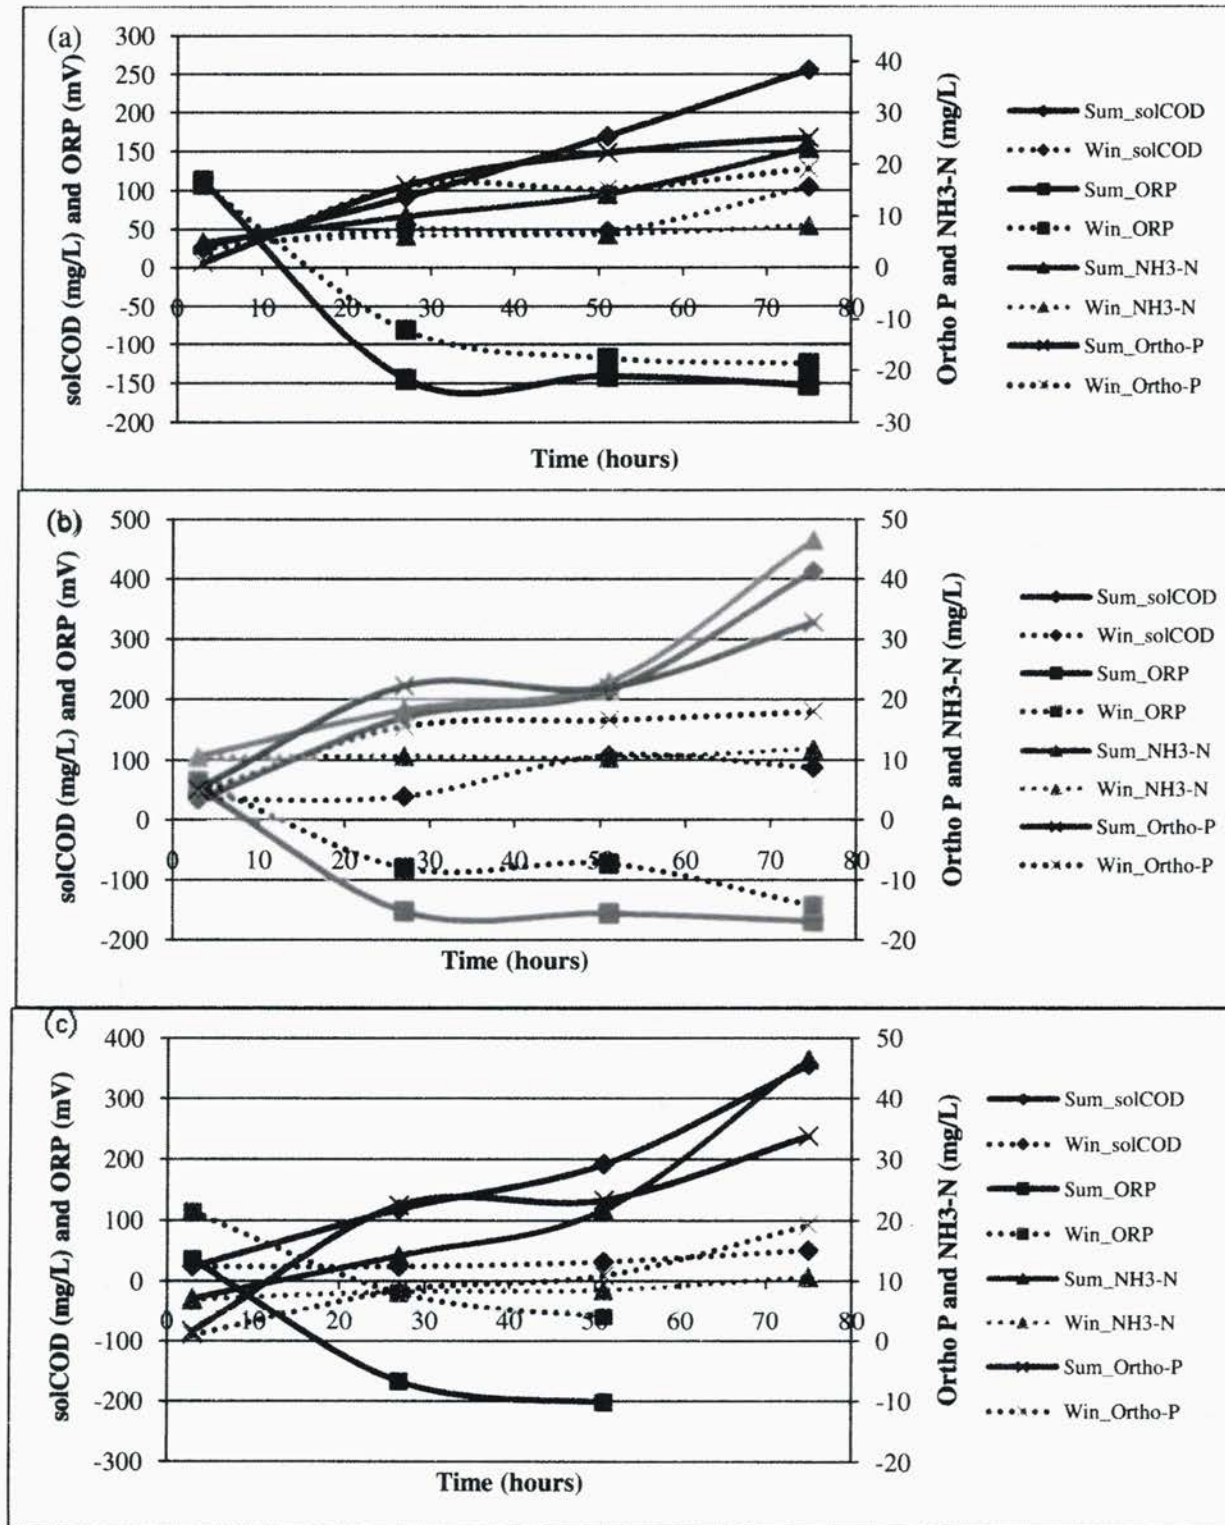 (a)
solCOD (mg/L) and ORP (mV)
300
250
200
150
100
50
0
-50
-100
-150
-200
0 10 20 30 40 50 60 70 80
40
30
20
10
0
-10
-20
-30
Ortho P and NH3-N (mg/L)
Time (hours)
Sum_solCOD
Win_solCOD
Sum_ORP
Win_ORP
Sum_NH3-N
Win_NH3-N
Sum_Ortho-P
Win_Ortho-P
(b)
solCOD (mg/L) and ORP (mV)
500
400
300
200
100
0
-100
-200
0 10 20 30 40 50 60 70 80
50
40
30
20
10
0
-10
-20
Ortho P and NH3-N (mg/L)
Time (hours)
Sum_solCOD
Win_solCOD
Sum_ORP
Win_ORP
Sum_NH3-N
Win_NH3-N
Sum_Ortho-P
Win_Ortho-P
(c)
solCOD (mg/L) and ORP (mV)
400
300
200
100
0
-100
-200
-300
0 10 20 30 40 50 60 70 80
50
40
30
20
10
0
-10
-20
Ortho P and NH3-N (mg/L)
Time (hours)
Sum_solCOD
Win_solCOD
Sum_ORP
Win_ORP
Sum_NH3-N
Win_NH3-N
Sum_Ortho-P
Win_Ortho-P